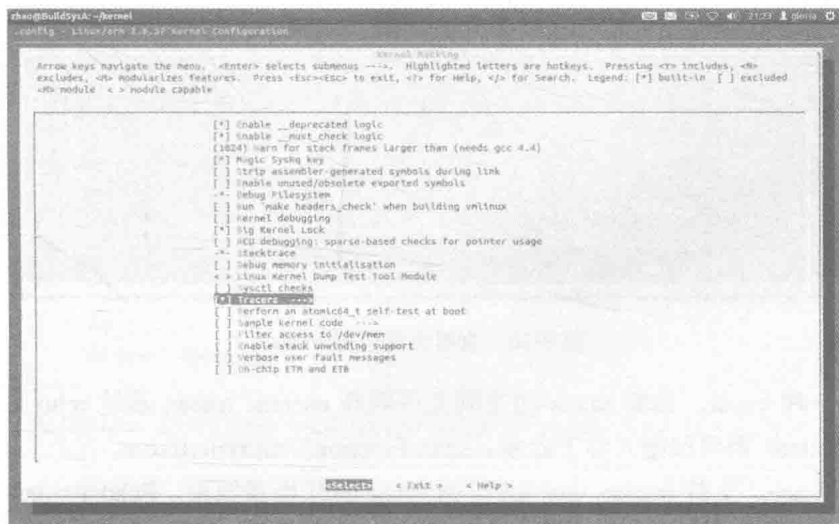 zhao@BuildSysA: ~/kernel
21:23 gloria
.config - Linux/arm 2.6.37 Kernel Configuration
Kernel Hacking
Arrow keys navigate the menu. <Enter> selects submenus --->. Highlighted letters are hotkeys. Pressing <Y> includes, <N>
excludes, <M> modularizes features. Press <Esc><Esc> to exit, <?> for Help, </> for Search. Legend: [*] built-in [ ] excluded
<M> module < > module capable
[*] Enable __deprecated logic
[*] Enable __must_check logic
(1024) Warn for stack frames larger than (needs gcc 4.4)
[*] Magic SysRq key
[ ] Strip assembler-generated symbols during link
[ ] Enable unused/obsolete exported symbols
-*- Debug Filesystem
[ ] Run 'make headers_check' when building vmlinux
[ ] Kernel debugging
[*] Big Kernel Lock
[ ] RCU debugging: sparse-based checks for pointer usage
-*- Stacktrace
[ ] Debug memory initialisation
< > Linux Kernel Dump Test Tool Module
[ ] Sysctl checks
[*] Tracers --->
[ ] Perform an atomic64_t self-test at boot
[ ] Sample kernel code --->
[ ] Filter access to /dev/mem
[ ] Enable stack unwinding support
[ ] Verbose user fault messages
[ ] On-chip ETM and ETB
<Select> < Exit > < Help >